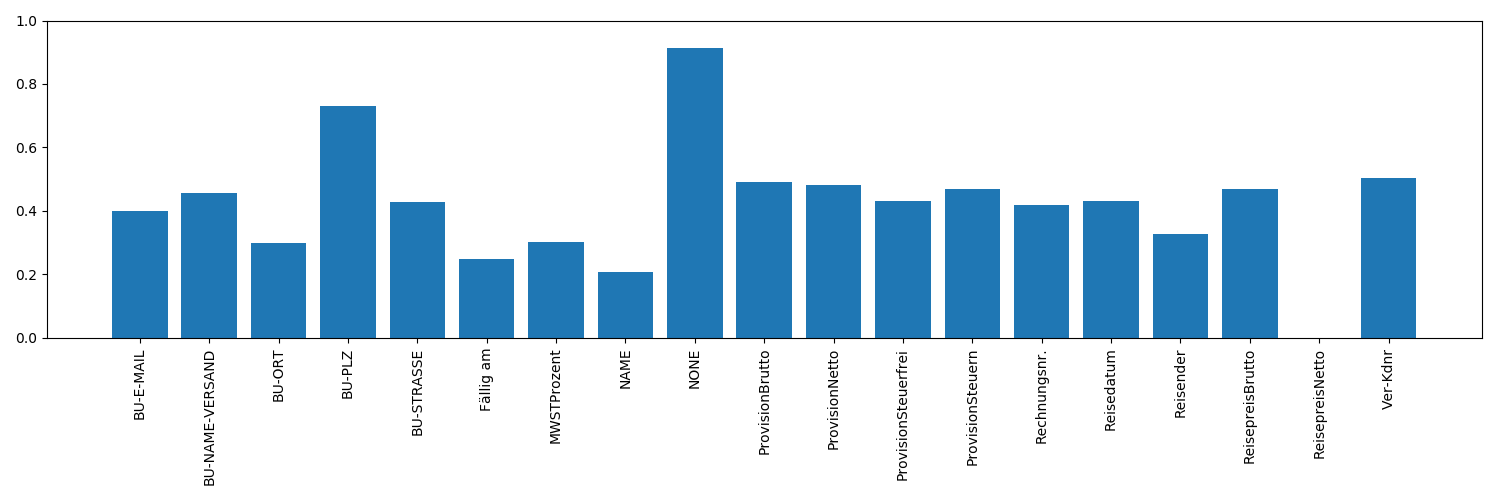 1.0
0.8
0.6
0.4
0.2
0.0
BU-E-MAIL
BU-NAME-VERSAND
BU-ORT
BU-PLZ
BU-STRASSE
Fällig am
MWSTProzent
NAME
NONE
ProvisionBrutto
ProvisionNetto
ProvisionSteuerfrei
ProvisionSteuern
Rechnungsnr.
Reisedatum
Reisender
ReisepreisBrutto
ReisepreisNetto
Ver-Kdnr